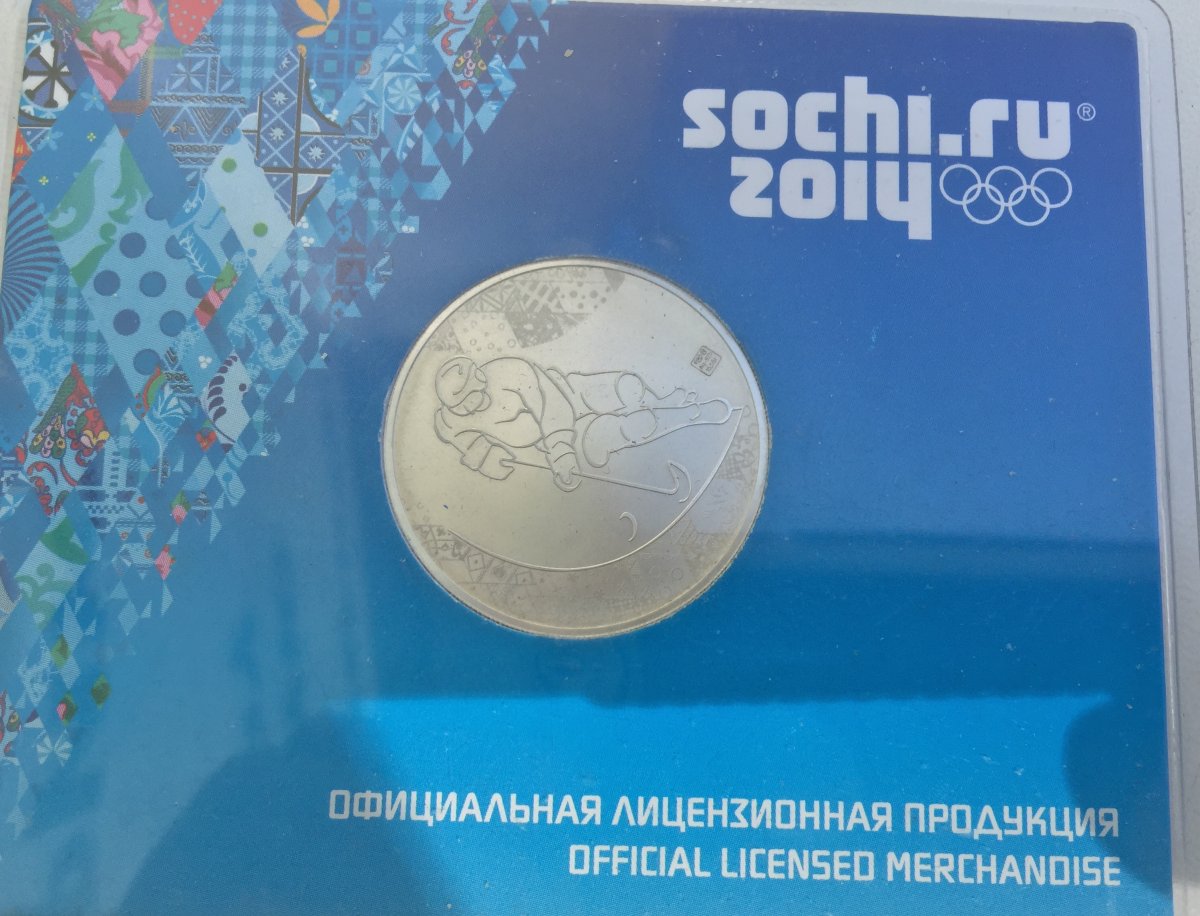 sochi.ru®
2014
ОФИЦИАЛЬНАЯ ЛИЦЕНЗИОННАЯ ПРОДУКЦИЯ
OFFICIAL LICENSED MERCHANDISE